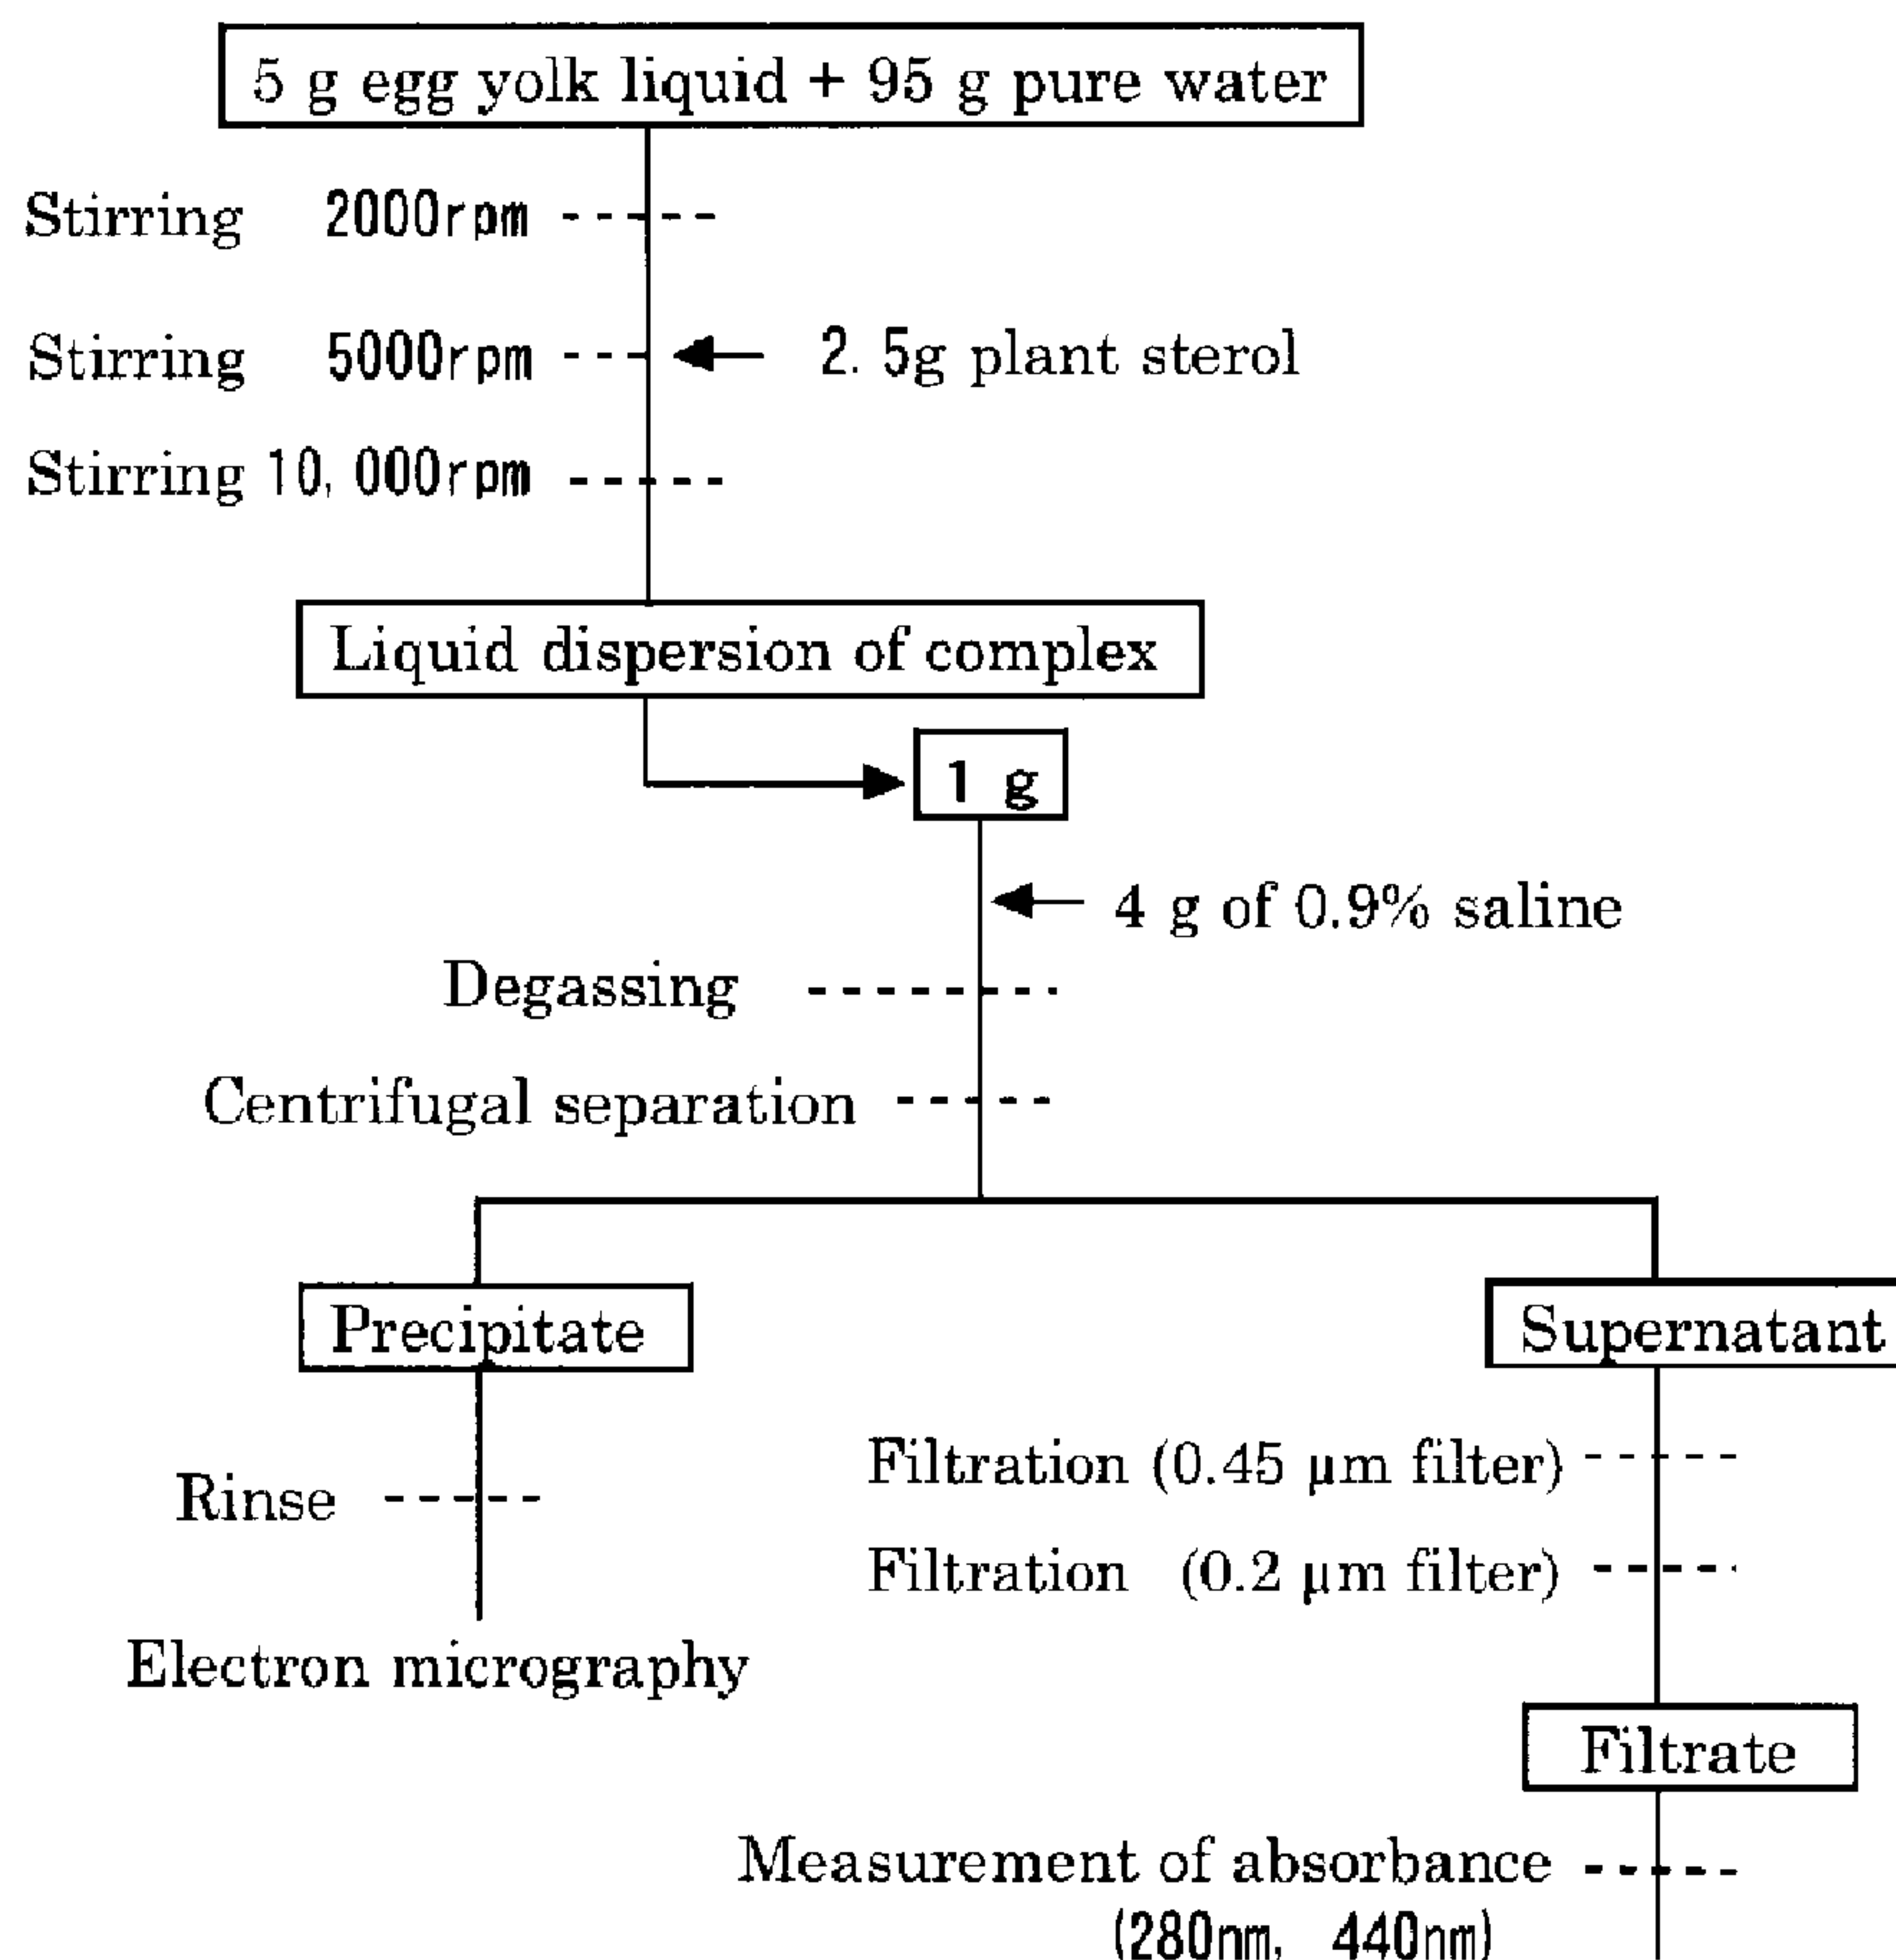 5 g egg yolk liquid + 95 g pure water
Stirring 2000rpm
Stirring 5000rpm
2.5g plant sterol
Stirring 10,000rpm
Liquid dispersion of complex
1 g
4 g of 0.9% saline
Degassing
Centrifugal separation
Precipitate
Supernatant
Filtration (0.45 μm filter)
Rinse
Filtration (0.2 μm filter)
Electron micrography
Filtrate
Measurement of absorbance
(280nm, 440nm)